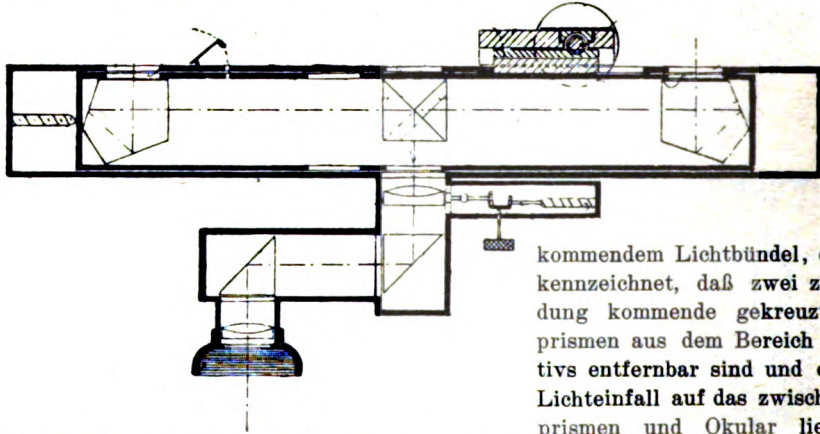 kommendem Lichtbündel,
kennzeichnet, daß zwei z
dung kommende gekreuz
prismen aus dem Bereich
tivs entfernbar sind und
Lichteinfall auf das zwisch
prismen und Okular lie